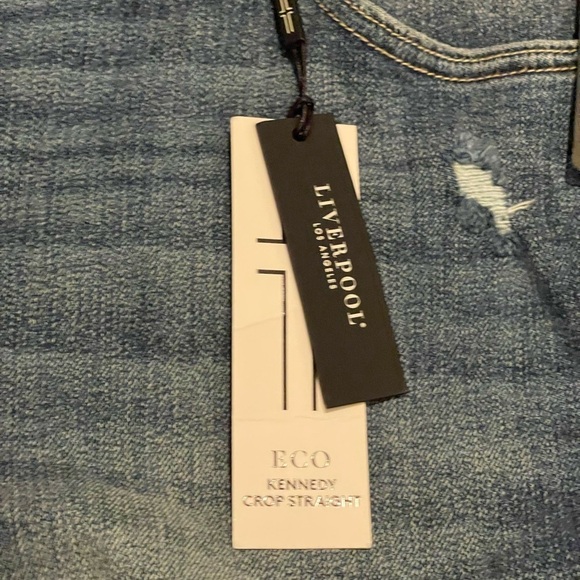 LIVERPOOL®
LOS ANGELES
ECO
KENNEDY
CROP STRAIGHT